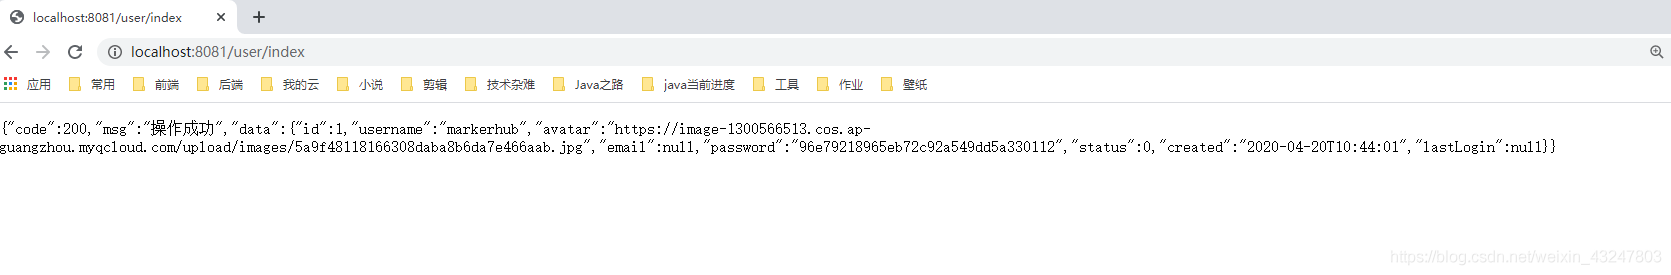 localhost:8081/user/index
localhost:8081/user/index
应用 常用 前端 后端 我的云 小说 剪辑 技术杂难 Java之路 java当前进度 工具 作业 壁纸
{"code":200,"msg":"操作成功","data":{"id":1,"username":"markerhub","avatar":"https://image-1300566513.cos.ap-
guangzhou.myqcloud.com/upload/images/5a9f48118166308daba8b6da7e466aab.jpg","email":null,"password":"96e79218965eb72c92a549dd5a330112","status":0,"created":"2020-04-20T10:44:01","lastLogin":null}}
https://blog.csdn.net/weixin_43247803